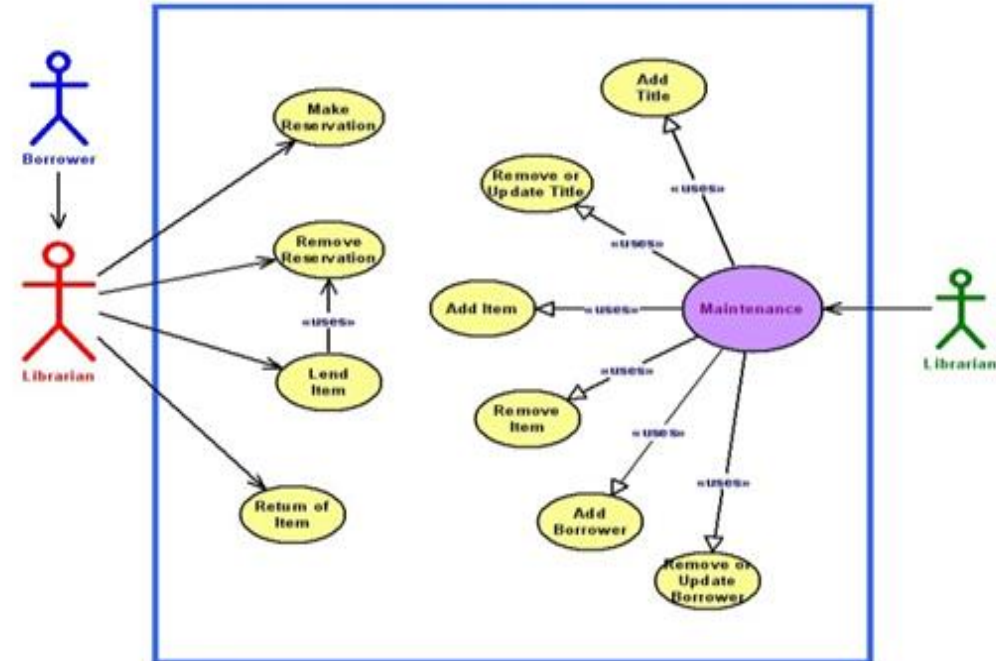 Borrower
Librarian
Make
Reservation
Remove
Reservation
«uses»
Lend
Item
Return of
Item
Add
Title
«uses»
Remove or
Update Title
«uses»
Add Item
«uses»
Maintenance
Librarian
«uses»
Remove
Item
«uses»
Add
Borrower
«uses»
Remove or
Update
Borrower